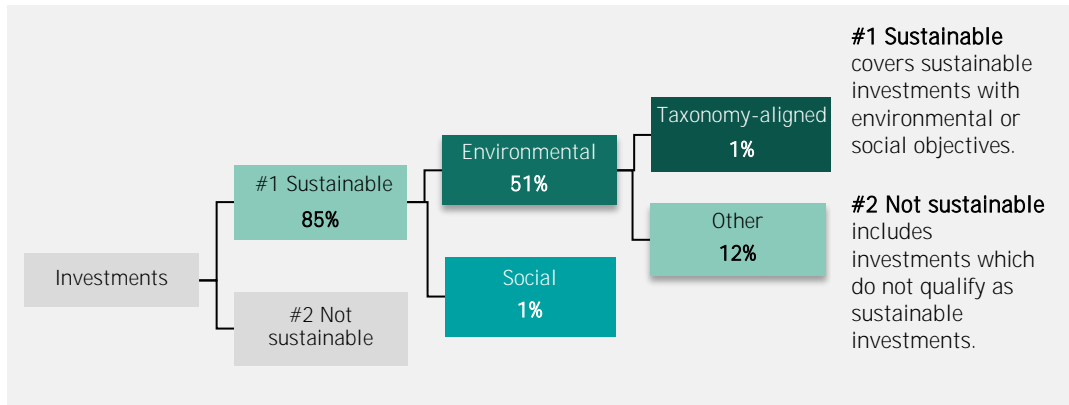 Investments
#1 Sustainable
85%
#2 Not
sustainable
Environmental
51%
Social
1%
Taxonomy-aligned
1%
Other
12%
#1 Sustainable
covers sustainable
investments with
environmental or
social objectives.
#2 Not sustainable
includes
investments which
do not qualify as
sustainable
investments.